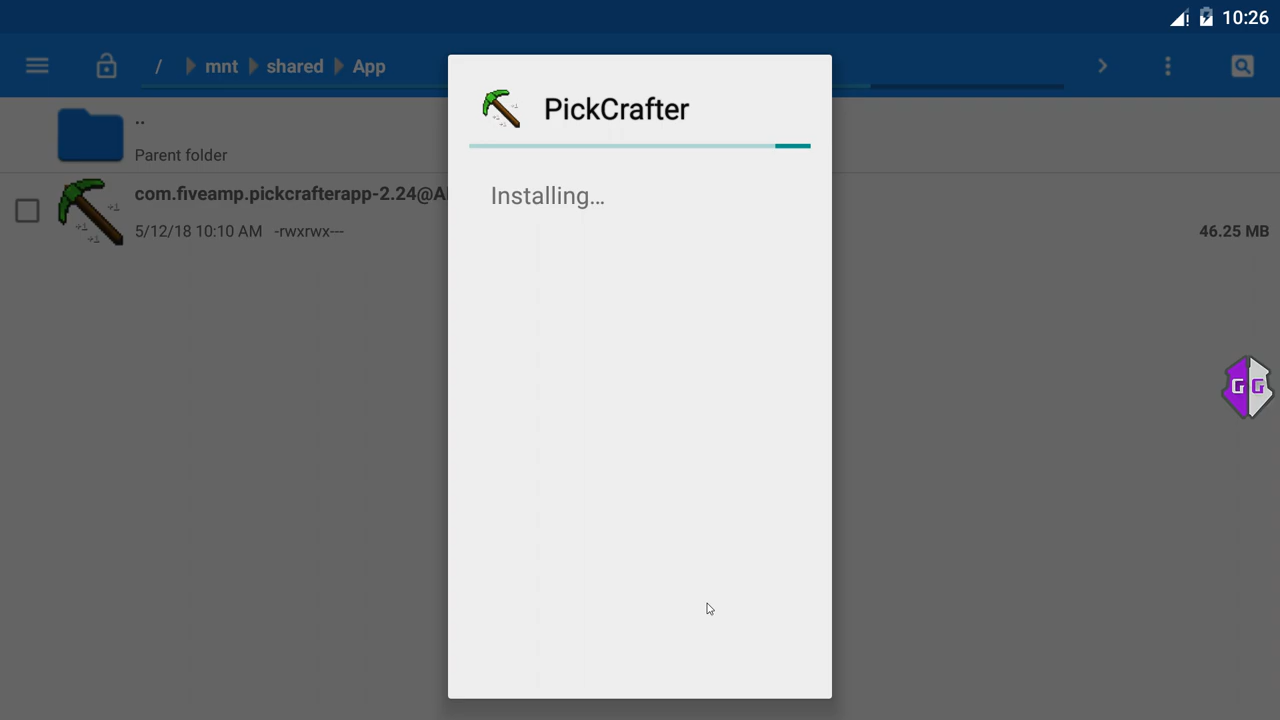 10:26
/ mnt shared App
PickCrafter
Installing...
..
Parent folder
com.fiveamp.pickcrafterapp-2.24@A
5/12/18 10:10 AM -rwxrwx---
46.25 MB
GG